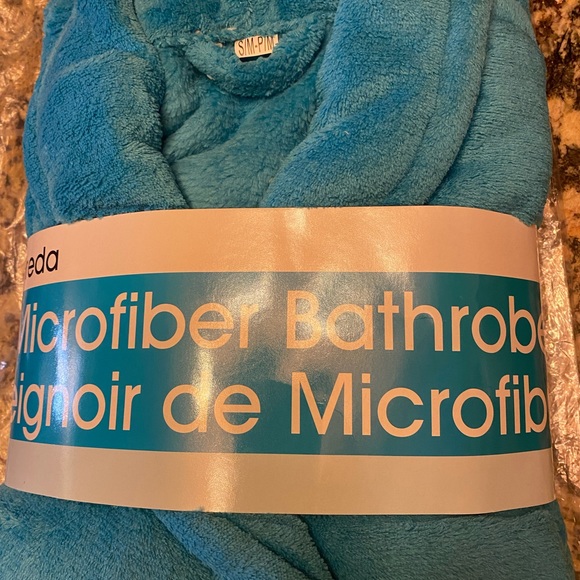 S/M-P/M
eda
Microfiber Bathrobe
eignoir de Microfib